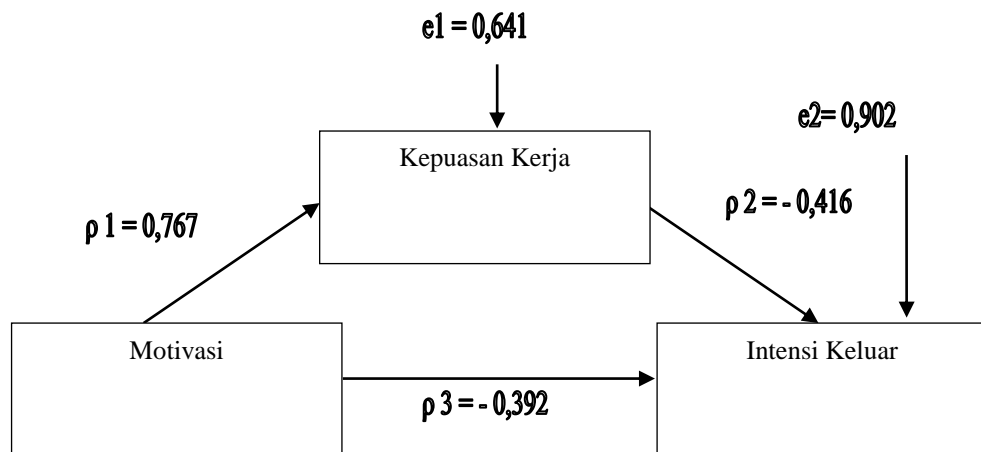 e1 = 0,641
e2= 0,902
Kepuasan Kerja
ρ 1 = 0,767
ρ 2 = - 0,416
Motivasi
Intensi Keluar
ρ 3 = - 0,392